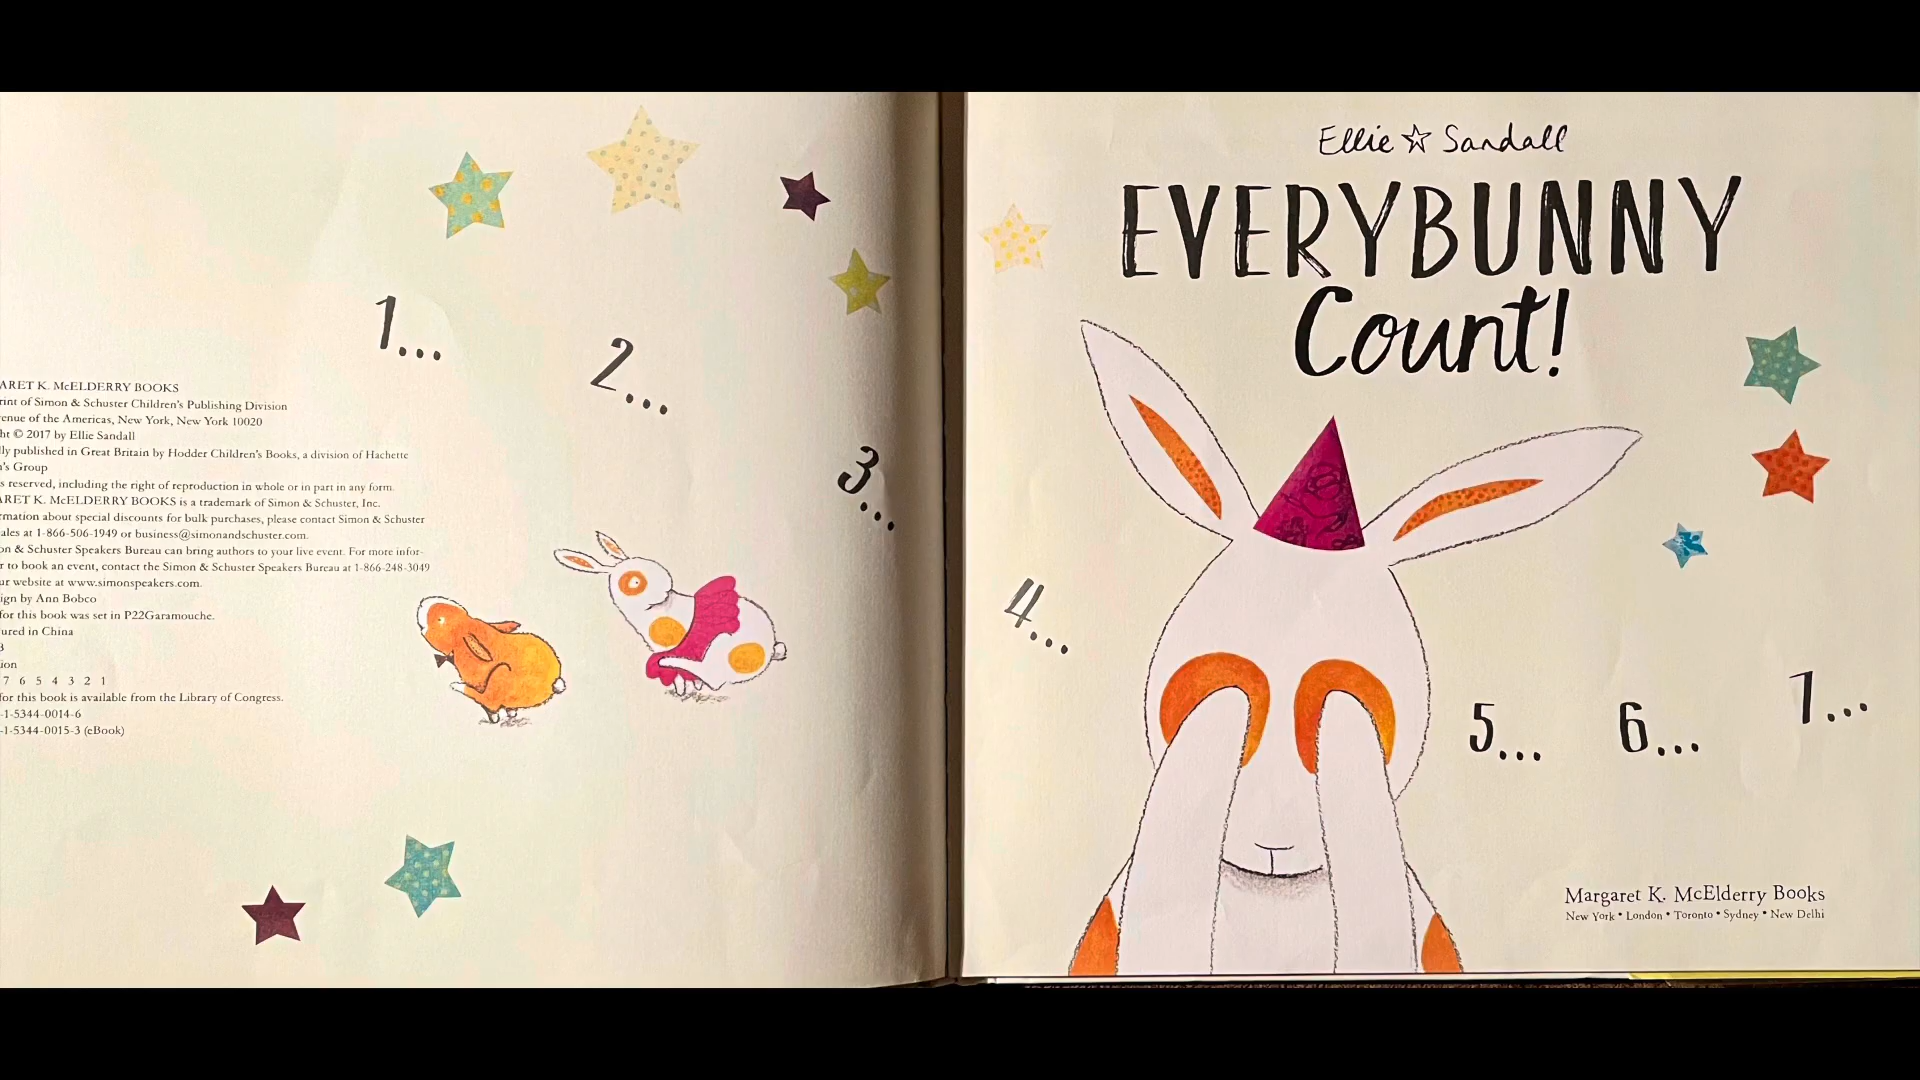 1...
2...
3...
ARET K. McELDERRY BOOKS
rint of Simon & Schuster Children's Publishing Division
enue of the Americas, New York, New York 10020
ht © 2017 by Ellie Sandall
lly published in Great Britain by Hodder Children's Books, a division of Hachette
's Group
s reserved, including the right of reproduction in whole or in part in any form.
ARET K. McELDERRY BOOKS is a trademark of Simon & Schuster, Inc.
rmation about special discounts for bulk purchases, please contact Simon & Schuster
ales at 1-866-506-1949 or business@simonandschuster.com.
on & Schuster Speakers Bureau can bring authors to your live event. For more infor-
r to book an event, contact the Simon & Schuster Speakers Bureau at 1-866-248-3049
ur website at www.simonspeakers.com.
ign by Ann Bobco
for this book was set in P22Garamouche.
ured in China
3
ion
7 6 5 4 3 2 1
for this book is available from the Library of Congress.
-1-5344-0014-6
-1-5344-0015-3 (eBook)
Ellie Sandall
EVERYBUNNY
Count!
4...
5...
6...
7...
Margaret K. McElderry Books
New York • London • Toronto • Sydney • New Delhi